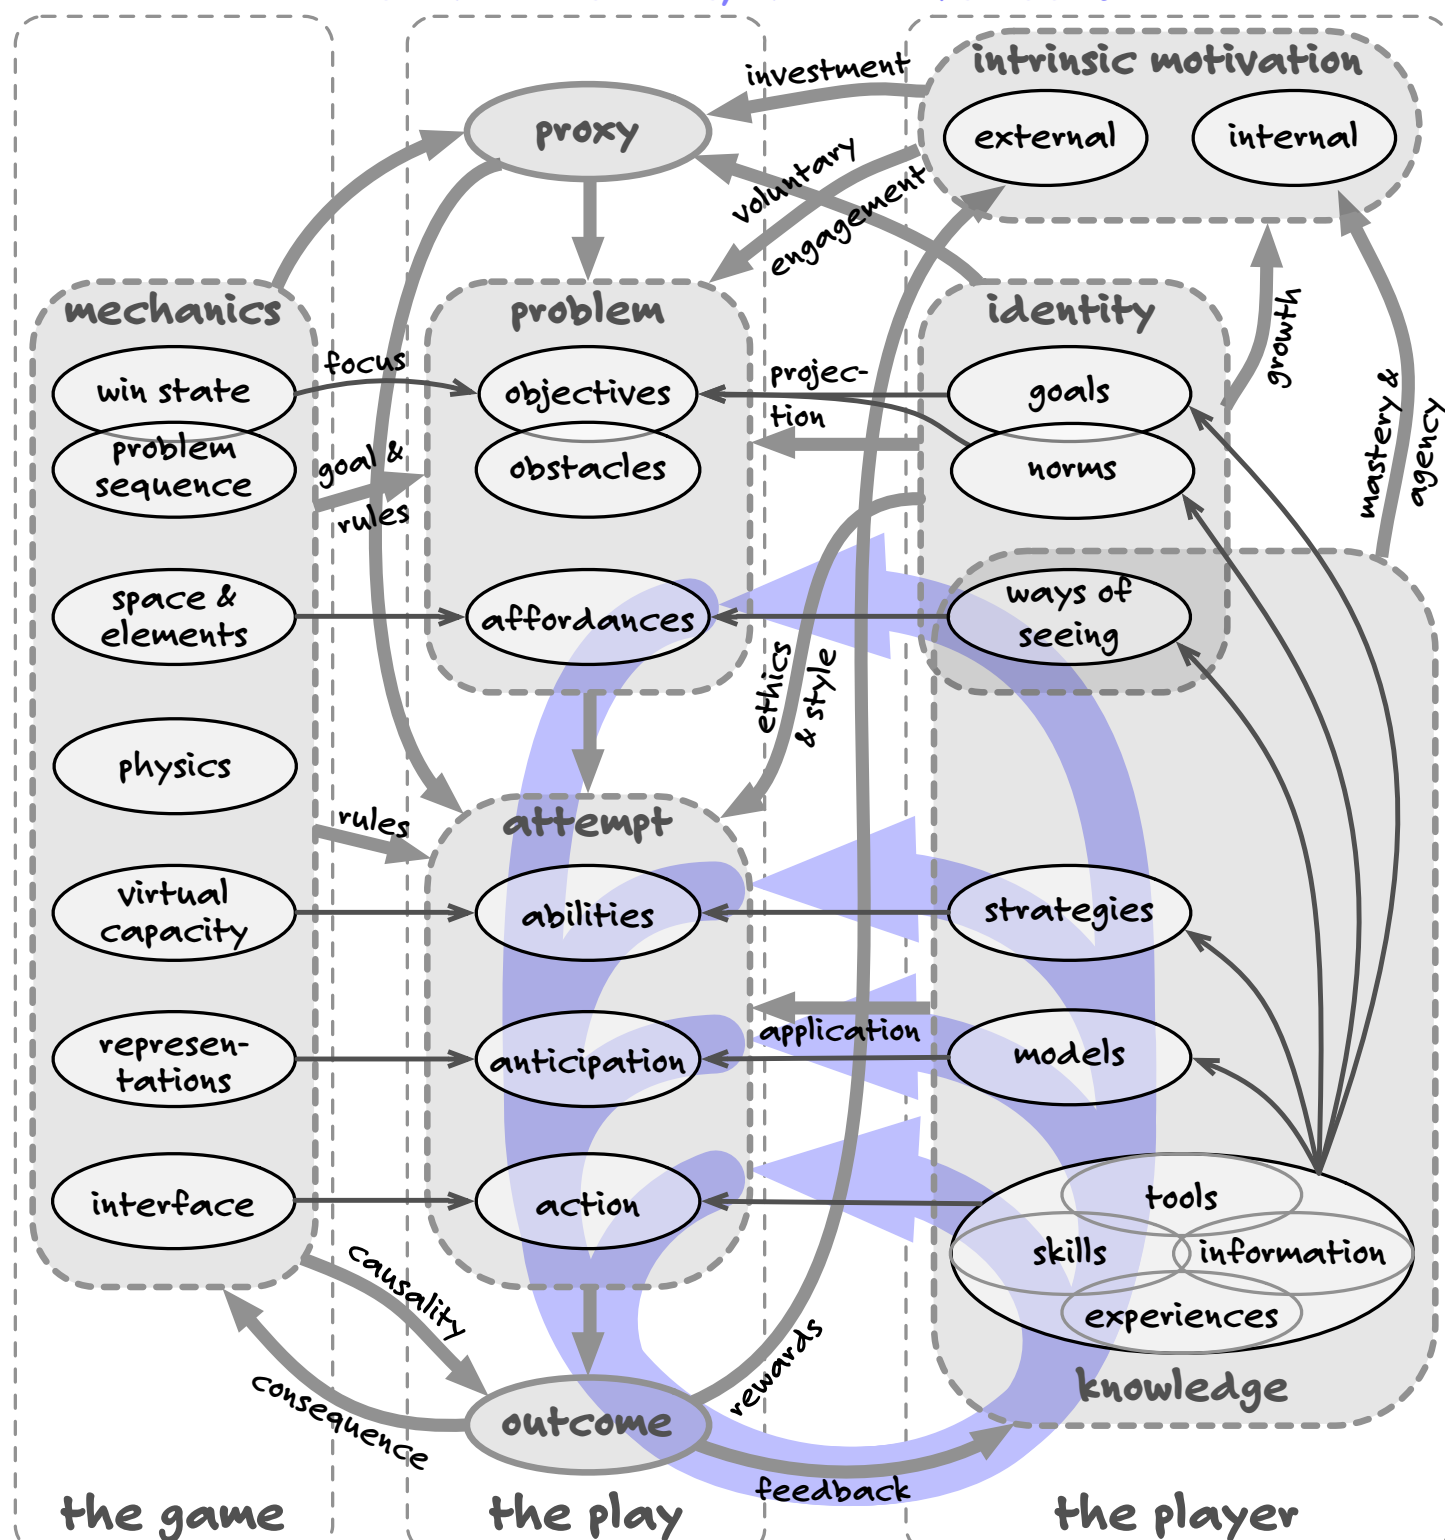 investment
intrinsic motivation
external
internal
proxy
voluntary
engagement
mechanics
problem
identity
growth
mastery &
agency
win state
focus
objectives
projec-
tion
goals
problem
sequence
goal &
rules
obstacles
norms
space &
elements
affordances
ways of
seeing
ethics
& style
physics
rules
attempt
virtual
capacity
abilities
strategies
represen-
tations
anticipation
application
models
interface
action
tools
skills
information
experiences
knowledge
causality
consequence
outcome
rewards
feedback
the game
the play
the player